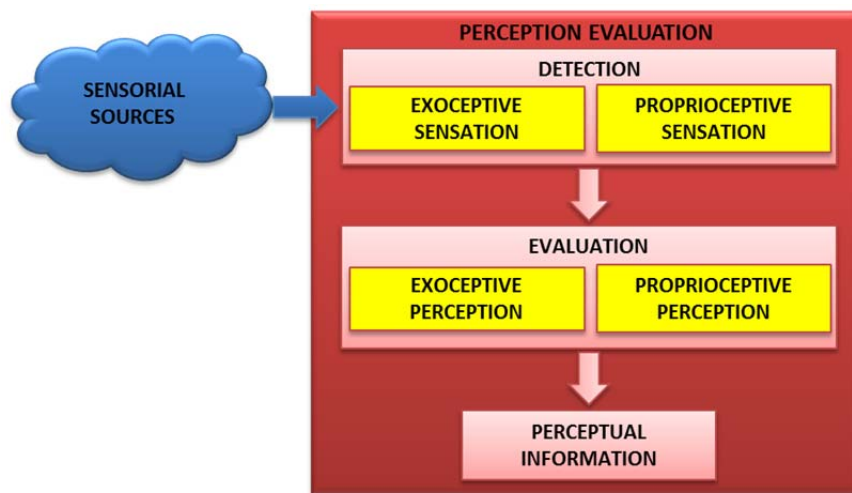 PERCEPTION EVALUATION
SENSORIAL
SOURCES
DETECTION
EXOCEPTIVE
SENSATION
PROPRIOCEPTIVE
SENSATION
EVALUATION
EXOCEPTIVE
PERCEPTION
PROPRIOCEPTIVE
PERCEPTION
PERCEPTUAL
INFORMATION